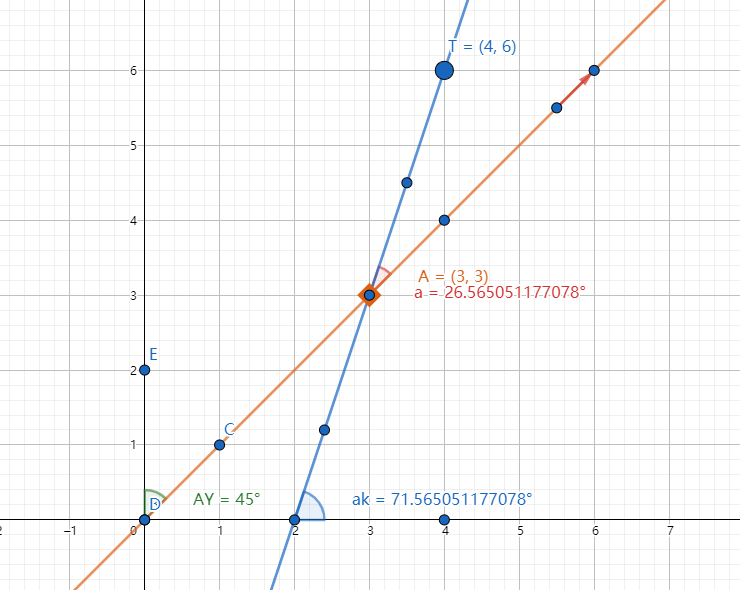 T = (4, 6)
6
5
4
A = (3, 3)
a = 26.565051177078°
3
E
2
C
1
D
AY = 45°
ak = 71.565051177078°
2 −1 0 1 2 3 4 5 6 7